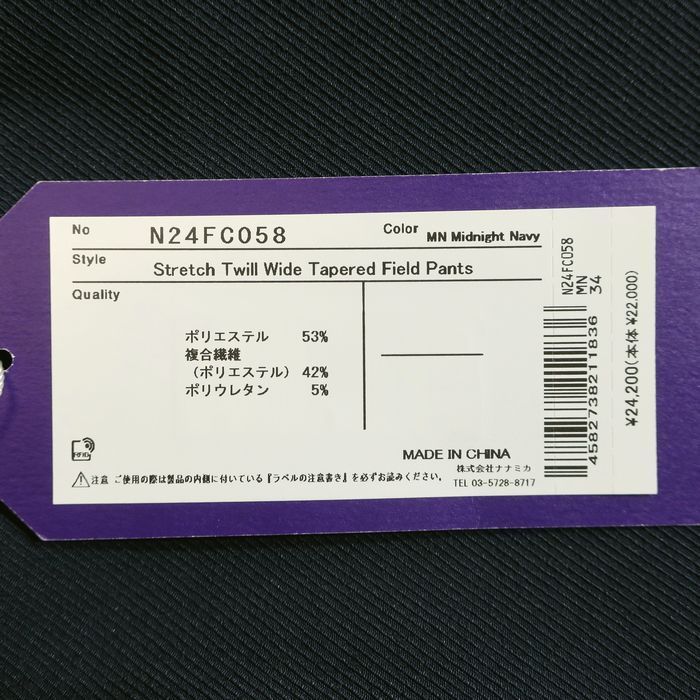 No N24FC058 Color MN Midnight Navy
Style Stretch Twill Wide Tapered Field Pants
Quality
ポリエステル 53%
複合繊維
(ポリエステル) 42%
ポリウレタン 5%
RFID
MADE IN CHINA
株式会社ナナミカ
注意 ご使用の際は製品の内側に付いている『ラベルの注意書き』を必ずお読みください。
TEL 03-5728-8717
N24FC058
MN
34
4582738211836
¥24,200(本体¥22,000)